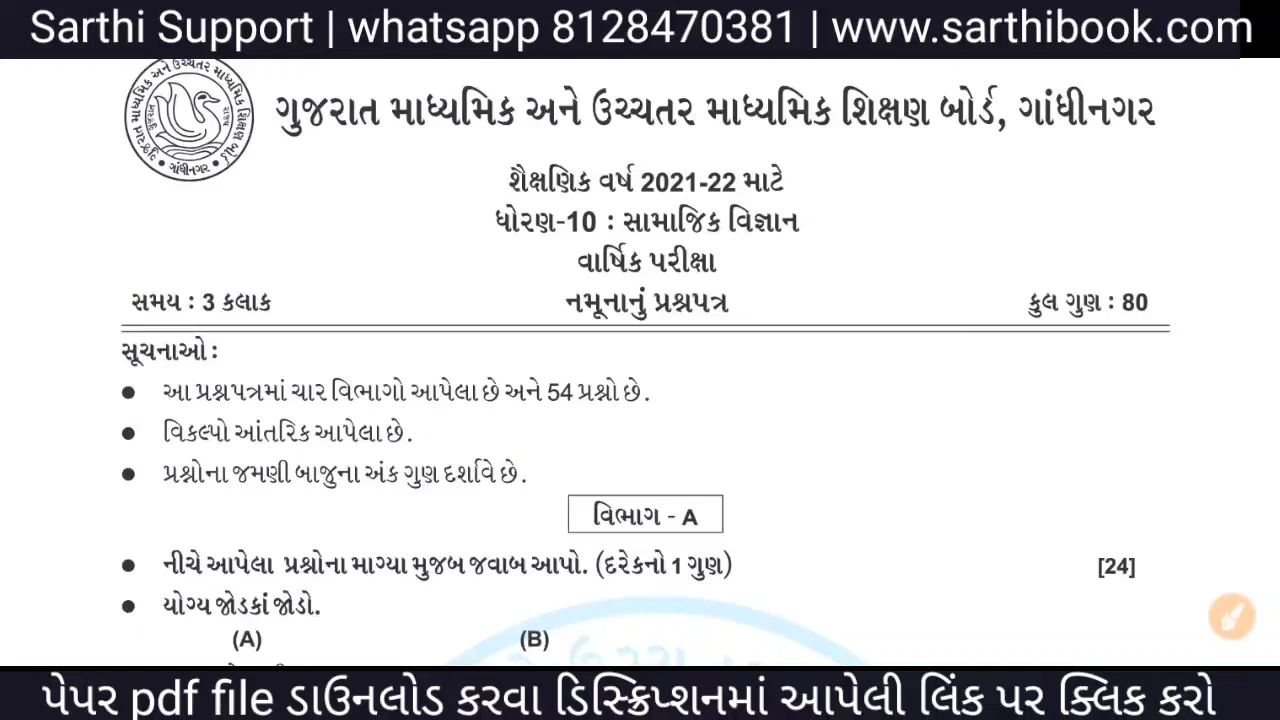 Sarthi Support | whatsapp 8128470381 | www.sarthibook.com
ગુજરાત માધ્યમિક અને ઉચ્ચતર માધ્યમિક શિક્ષણ બોર્ડ, ગાંધીનગર
શૈક્ષણિક વર્ષ 2021-22 માટે
ધોરણ-10 : સામાજિક વિજ્ઞાન
વાર્ષિક પરીક્ષા
સમય : 3 કલાક નમૂનાનું પ્રશ્નપત્ર કુલ ગુણ : 80
સૂચનાઓ :
● આ પ્રશ્નપત્રમાં ચાર વિભાગો આપેલા છે અને 54 પ્રશ્નો છે.
● વિકલ્પો આંતરિક આપેલા છે.
● પ્રશ્નોના જમણી બાજુના અંક ગુણ દર્શાવે છે.
વિભાગ - A
● નીચે આપેલા પ્રશ્નોના માગ્યા મુજબ જવાબ આપો. (દરેકનો 1 ગુણ) [24]
● યોગ્ય જોડકાં જોડો.
(A) (B)
પેપર pdf file ડાઉનલોડ કરવા ડિસ્ક્રિપ્શનમાં આપેલી લિંક પર ક્લિક કરો